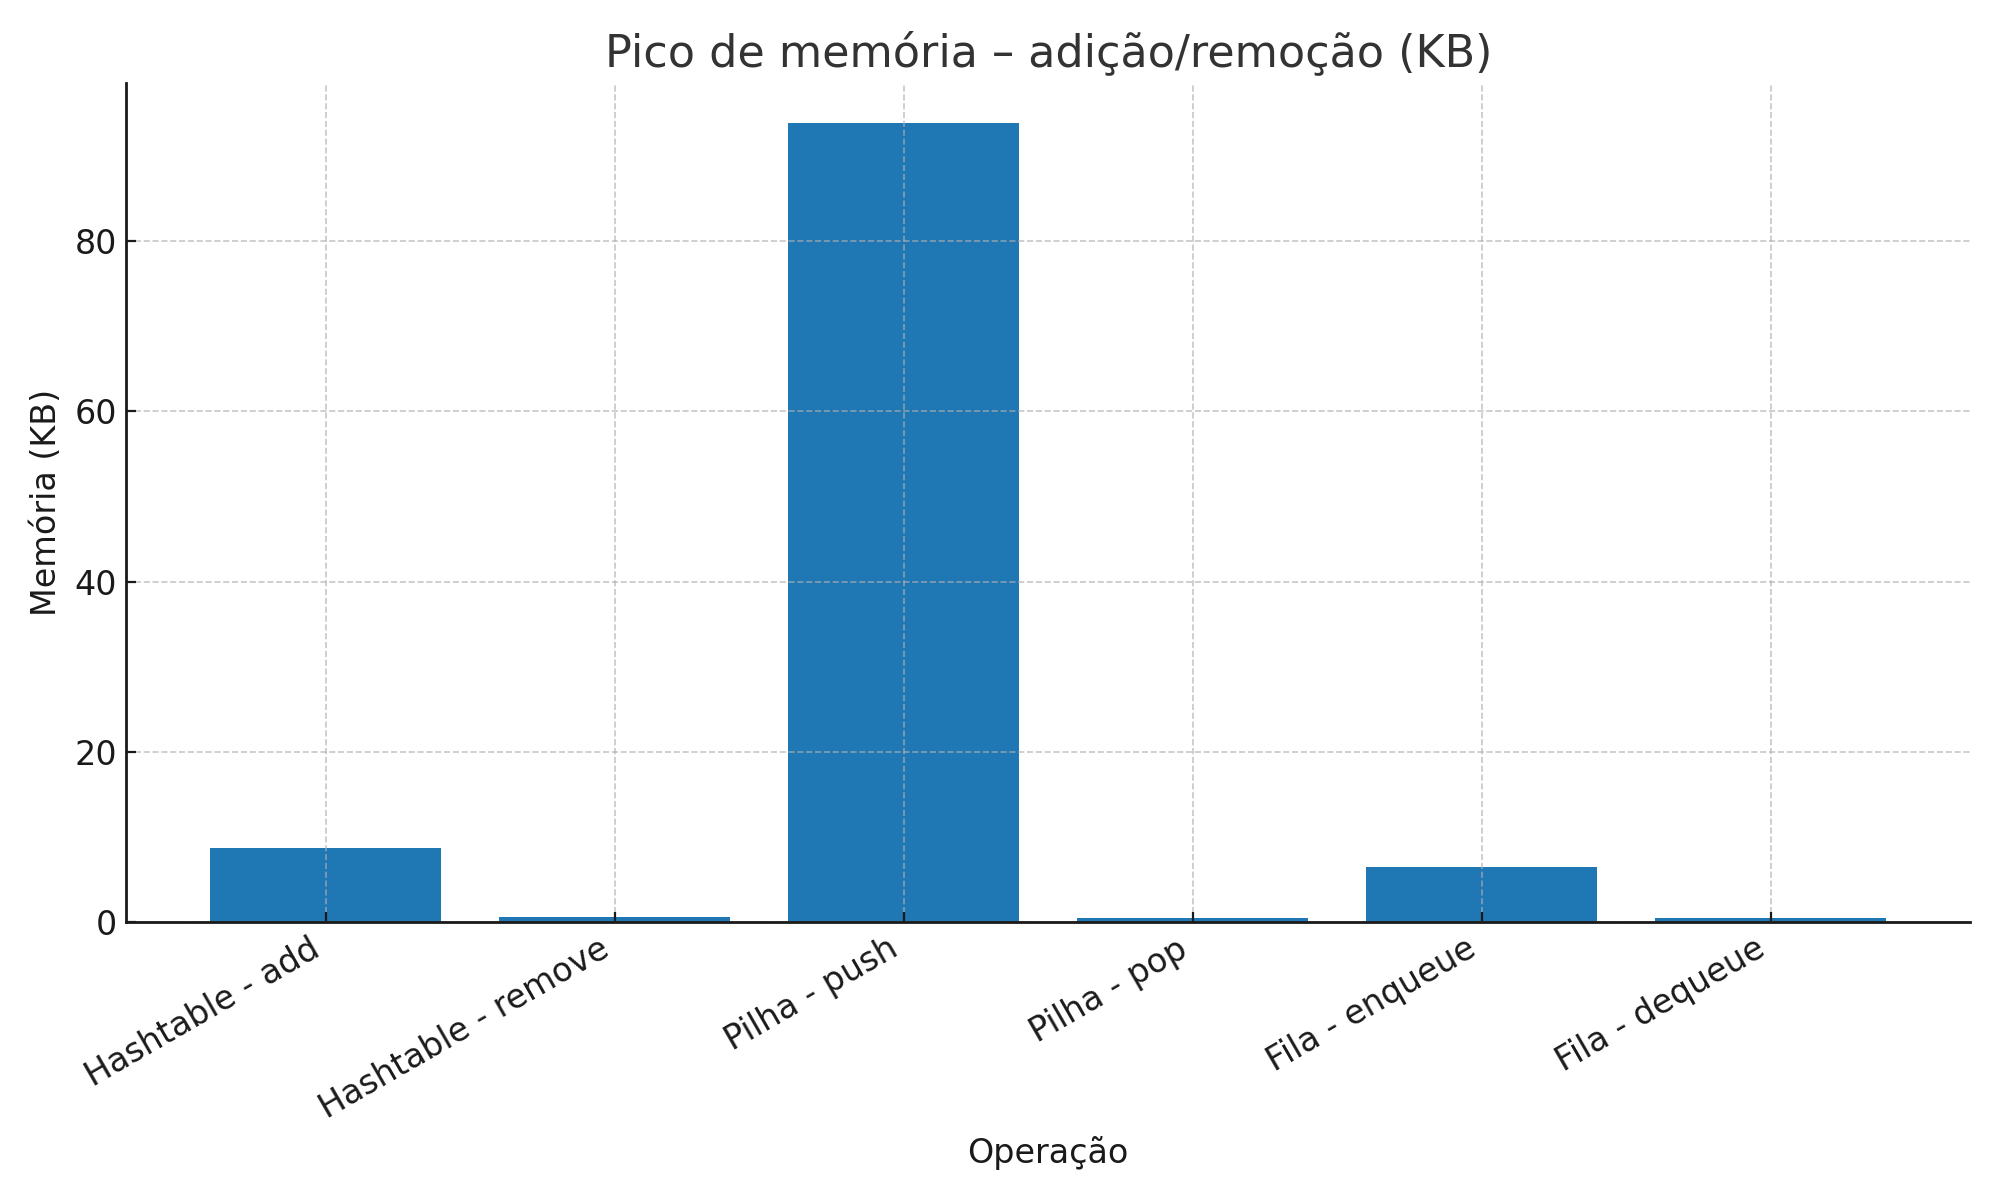 Pico de memória – adição/remoção (KB)
Memória (KB)
80
60
40
20
0
Hashtable - add
Hashtable - remove
Pilha - push
Pilha - pop
Fila - enqueue
Fila - dequeue
Operação